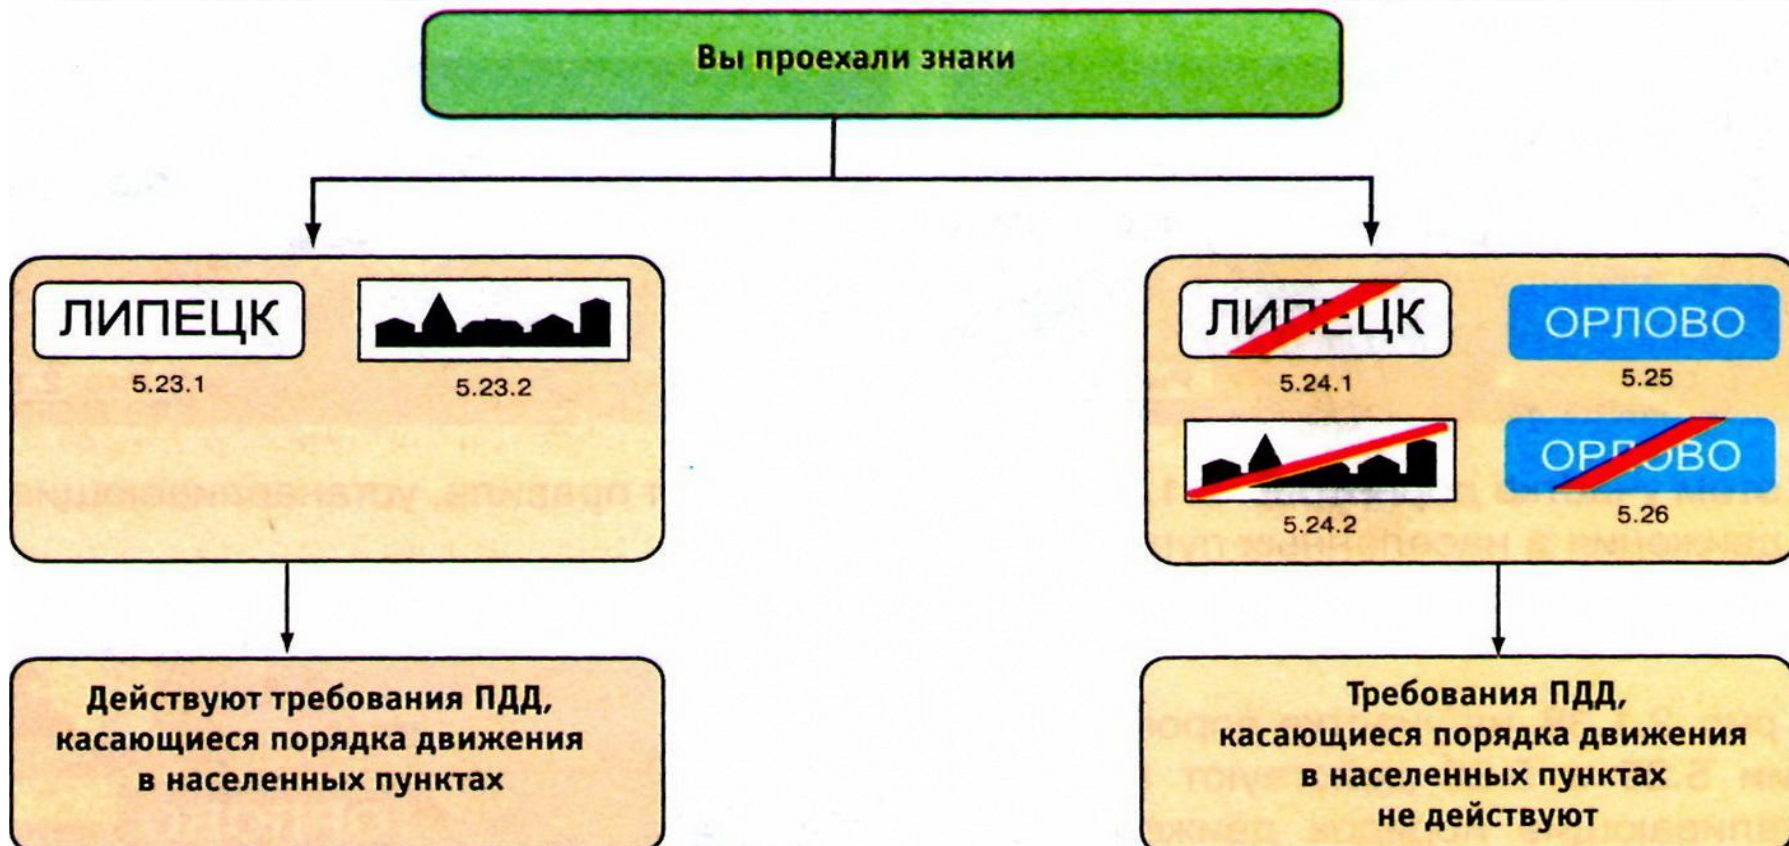 Вы проехали знаки
ЛИПЕЦК
5.23.1
5.23.2
ЛИПЕЦК
5.24.1
ОРЛОВО
5.25
5.24.2
ОРЛОВО
5.26
Действуют требования ПДД,
касающиеся порядка движения
в населенных пунктах
Требования ПДД,
касающиеся порядка движения
в населенных пунктах
не действуют